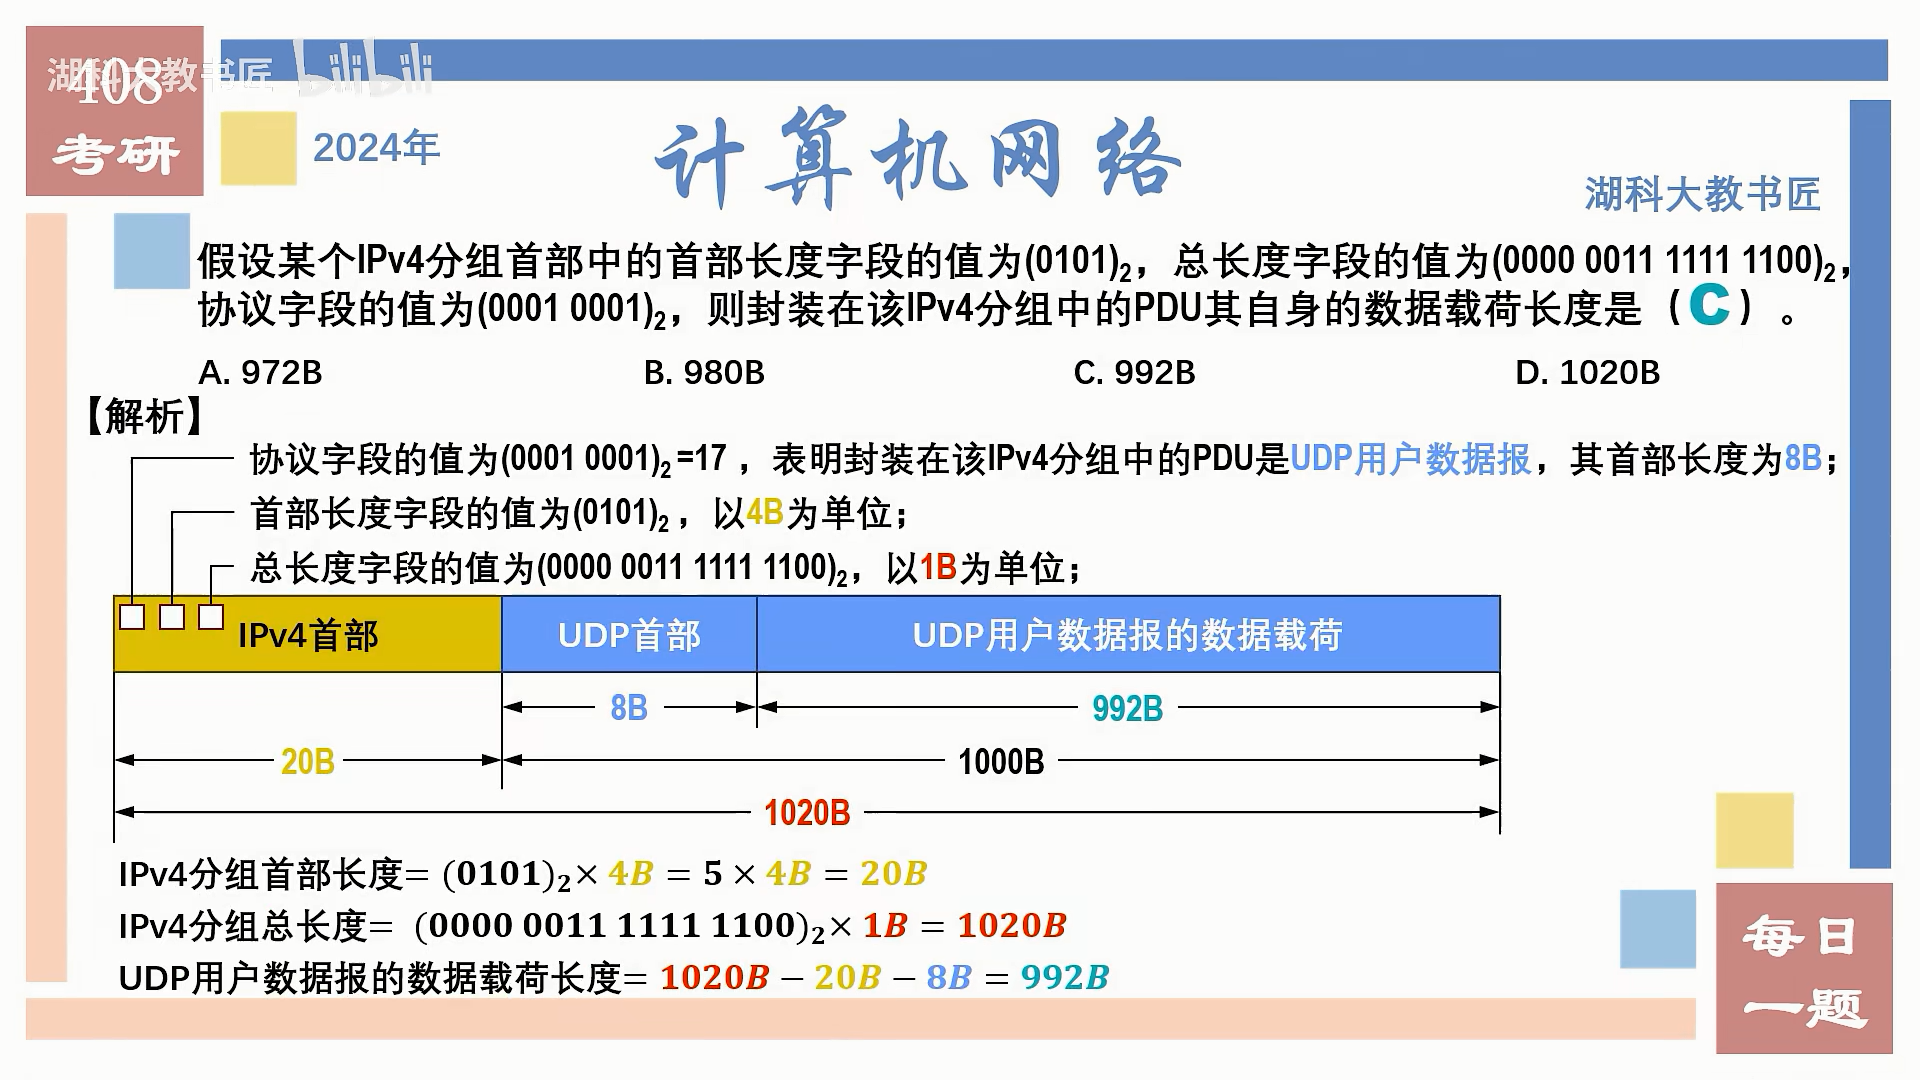 湖科大教书匠 bilibili
408
考研
2024年
计算机网络
湖科大教书匠
假设某个IPv4分组首部中的首部长度字段的值为(0101)₂，总长度字段的值为(0000 0011 1111 1100)₂，
协议字段的值为(0001 0001)₂，则封装在该IPv4分组中的PDU其自身的数据载荷长度是（C）。
A. 972B B. 980B C. 992B D. 1020B
【解析】
协议字段的值为(0001 0001)₂=17，表明封装在该IPv4分组中的PDU是UDP用户数据报，其首部长度为8B；
首部长度字段的值为(0101)₂，以4B为单位；
总长度字段的值为(0000 0011 1111 1100)₂，以1B为单位；
IPv4首部 UDP首部 UDP用户数据报的数据载荷
8B 992B
20B 1000B
1020B
IPv4分组首部长度= (0101)₂× 4B = 5 × 4B = 20B
IPv4分组总长度= (0000 0011 1111 1100)₂× 1B = 1020B
UDP用户数据报的数据载荷长度= 1020B − 20B − 8B = 992B
每日
一题